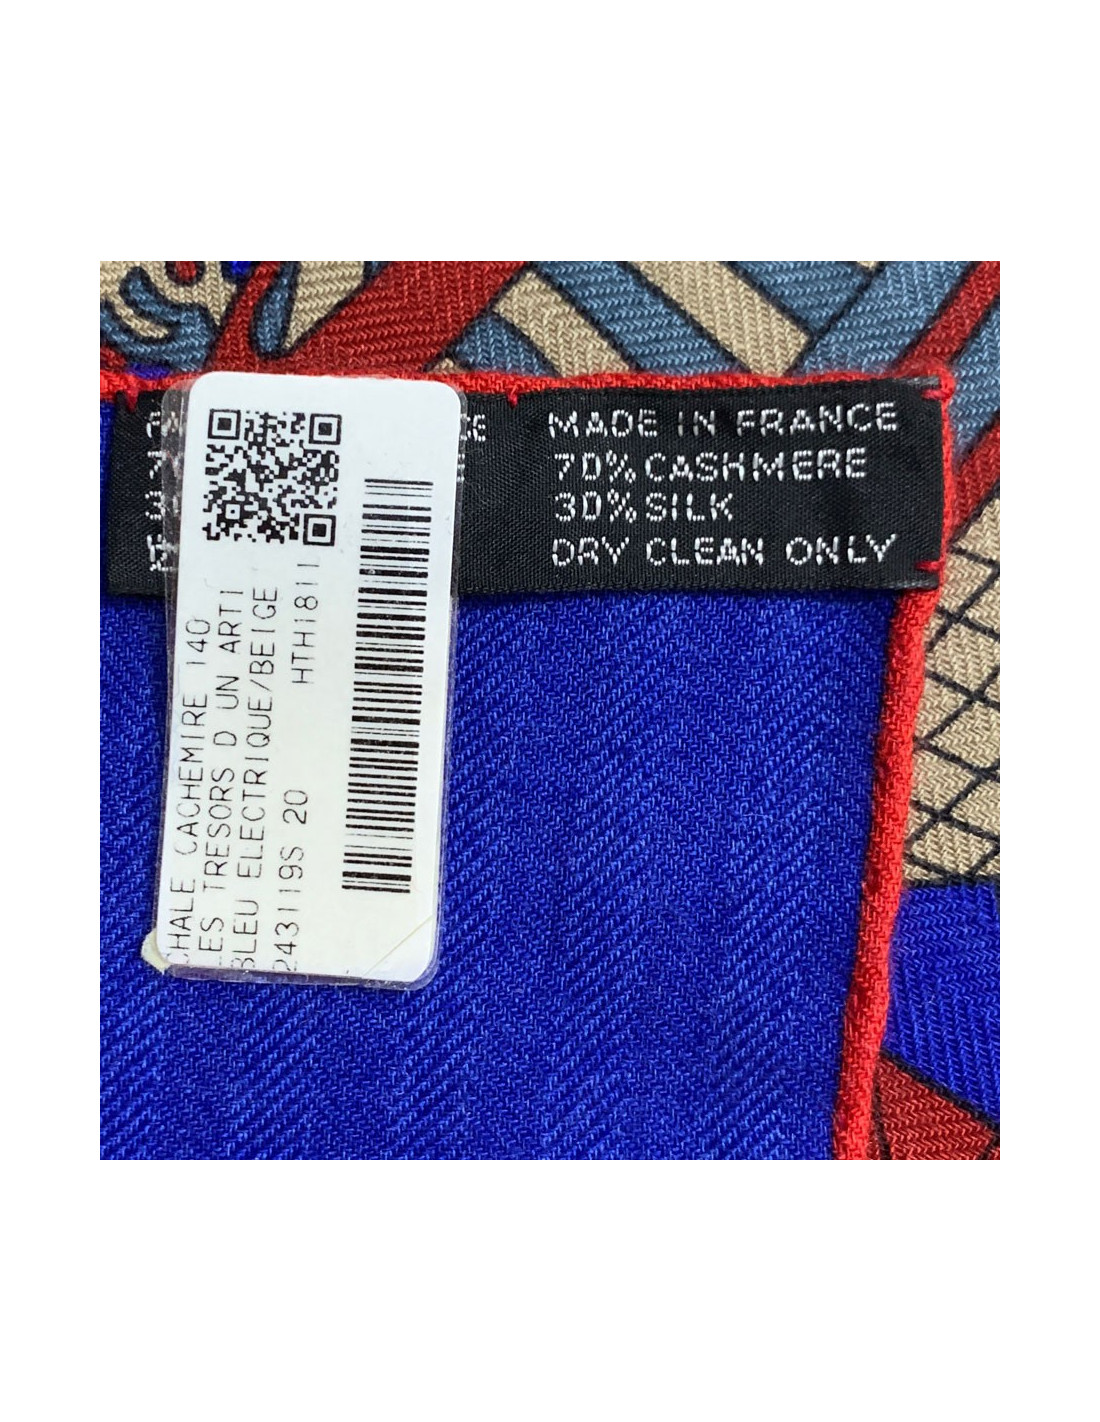 MADE IN FRANCE
70% CASHMERE
30% SILK
DRY CLEAN ONLY
CHALE CACHEMIRE 140
LES TRESORS D UN ARTI
BLEU ELECTRIQUE/BEIGE
243119S 20 HTH1811